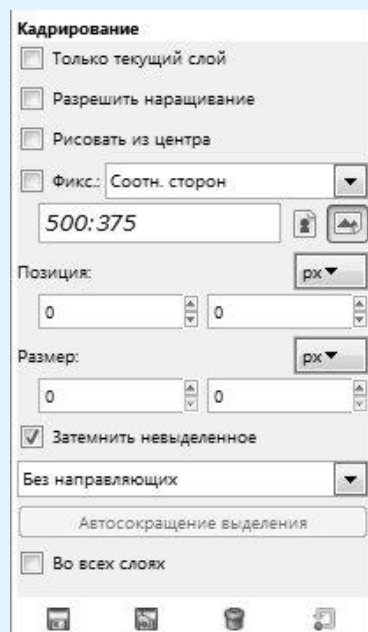 Кадрирование
Только текущий слой
Разрешить наращивание
Рисовать из центра
Фикс.: Соотн. сторон
500:375
Позиция: px
0 0
Размер: px
0 0
Затемнить невыделенное
Без направляющих
Автосокращение выделения
Во всех слоях